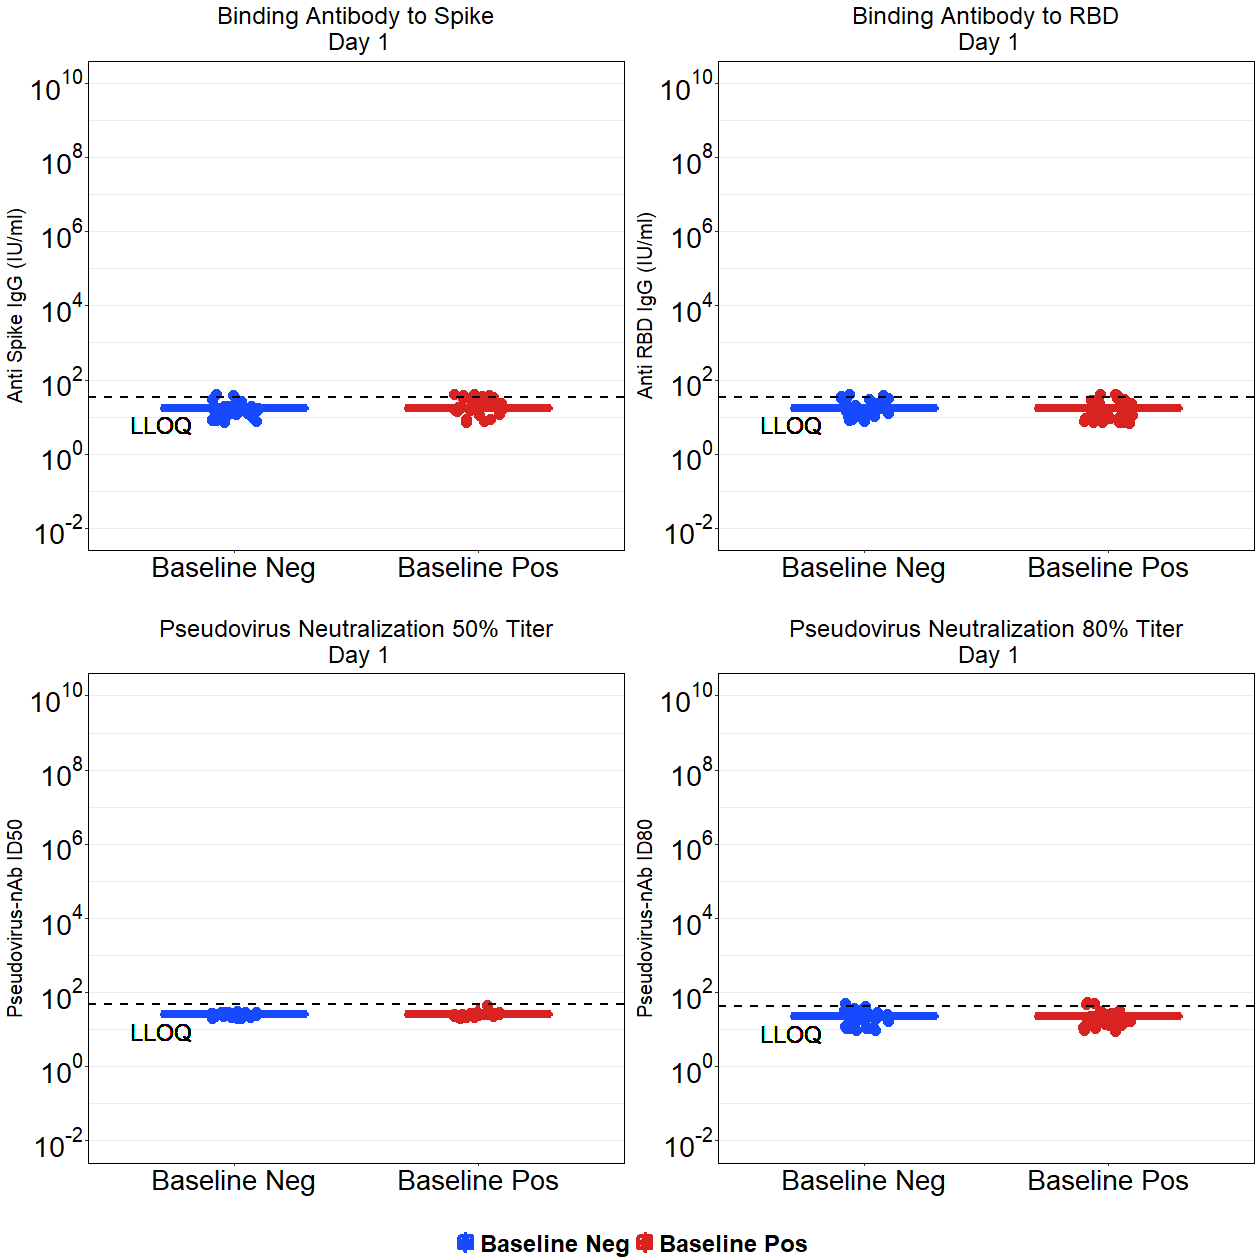 Binding Antibody to Spike
Day 1
Anti Spike IgG (IU/ml)
10^10
10^8
10^6
10^4
10^2
10^0
10^-2
LLOQ
Baseline Neg Baseline Pos
Binding Antibody to RBD
Day 1
Anti RBD IgG (IU/ml)
10^10
10^8
10^6
10^4
10^2
10^0
10^-2
LLOQ
Baseline Neg Baseline Pos
Pseudovirus Neutralization 50% Titer
Day 1
Pseudovirus-nAb ID50
10^10
10^8
10^6
10^4
10^2
10^0
10^-2
LLOQ
Baseline Neg Baseline Pos
Pseudovirus Neutralization 80% Titer
Day 1
Pseudovirus-nAb ID80
10^10
10^8
10^6
10^4
10^2
10^0
10^-2
LLOQ
Baseline Neg Baseline Pos
Baseline Neg Baseline Pos